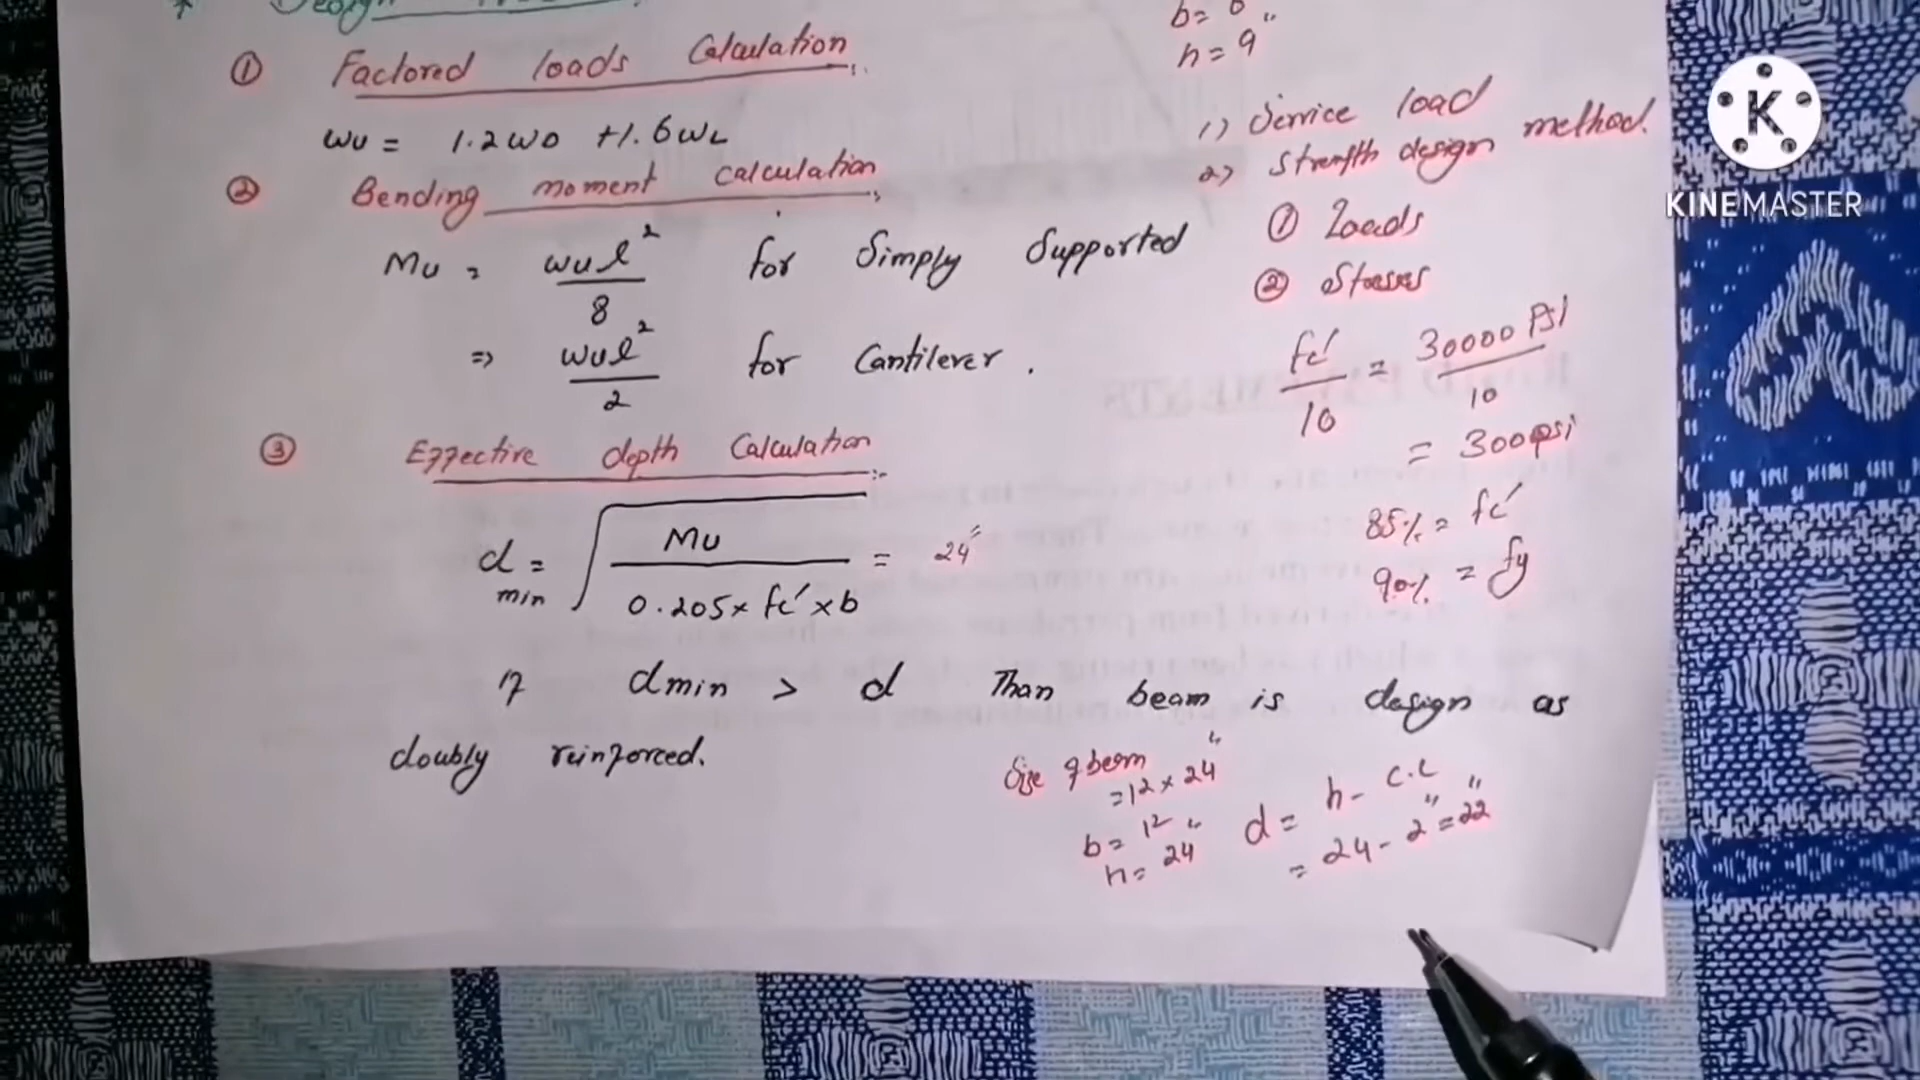 * Design
① Factored loads Calculation
wu = 1.2wD +1.6wL
② Bending moment calculation
Mu = wul²/8 for Simply Supported
=> wul²/2 for Cantilever.
③ Effective depth Calculation:-
d min = √(Mu / 0.205 x fc' x b) = 24"
If dmin > d Than beam is design as
doubly reinforced.
b= 6"
h= 9"
1) Service load
2) Strength design method.
① Loads
② Stresses
fc'/10 = 30000 Psi/10
= 300psi
85% = fc'
90% = fy
Size of beam
= 12 x 24"
b= 12"
h= 24"
d = h - C.C
= 24 - 2" = 22"
K
KINEMASTER